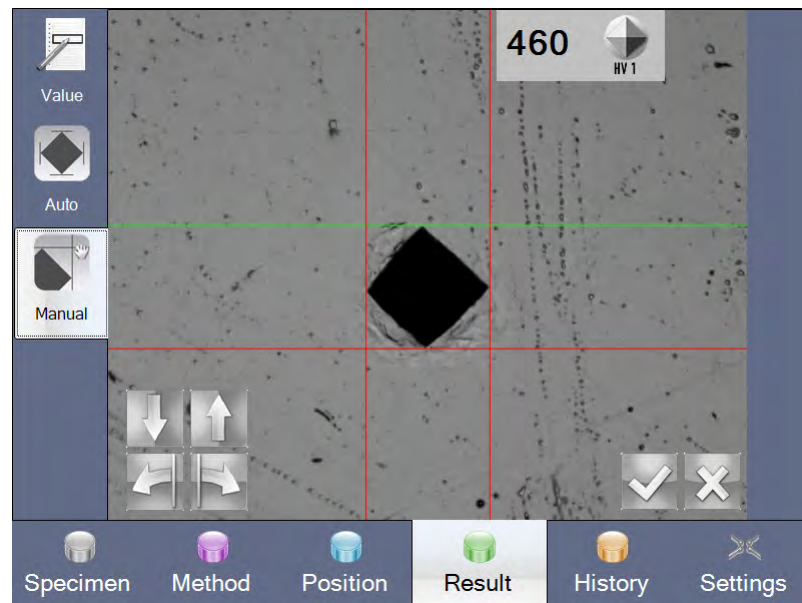 Value
460
HV 1
Auto
Manual
Specimen Method Position Result History Settings